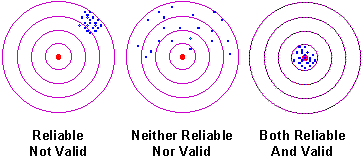 Reliable
Not Valid
Neither Reliable
Nor Valid
Both Reliable
And Valid